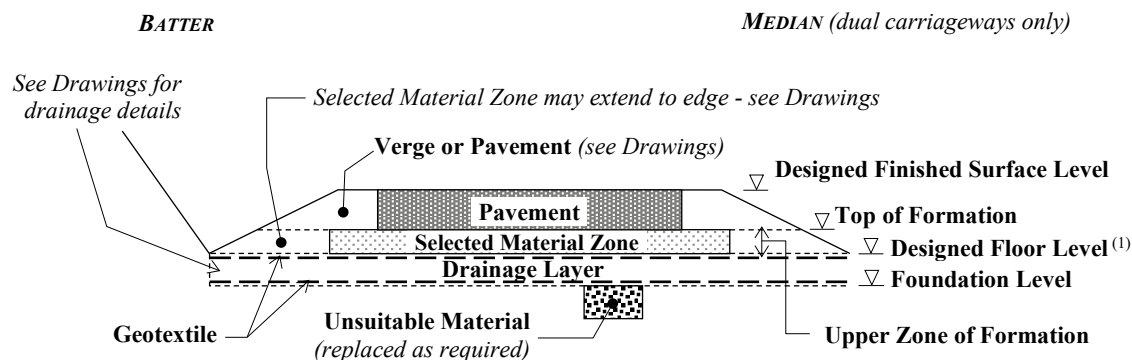 BATTER
MEDIAN (dual carriageways only)
See Drawings for
drainage details
Selected Material Zone may extend to edge - see Drawings
Verge or Pavement (see Drawings)
Designed Finished Surface Level
Pavement
Top of Formation
Selected Material Zone
Designed Floor Level (1)
Drainage Layer
Foundation Level
Geotextile
Unsuitable Material
(replaced as required)
Upper Zone of Formation